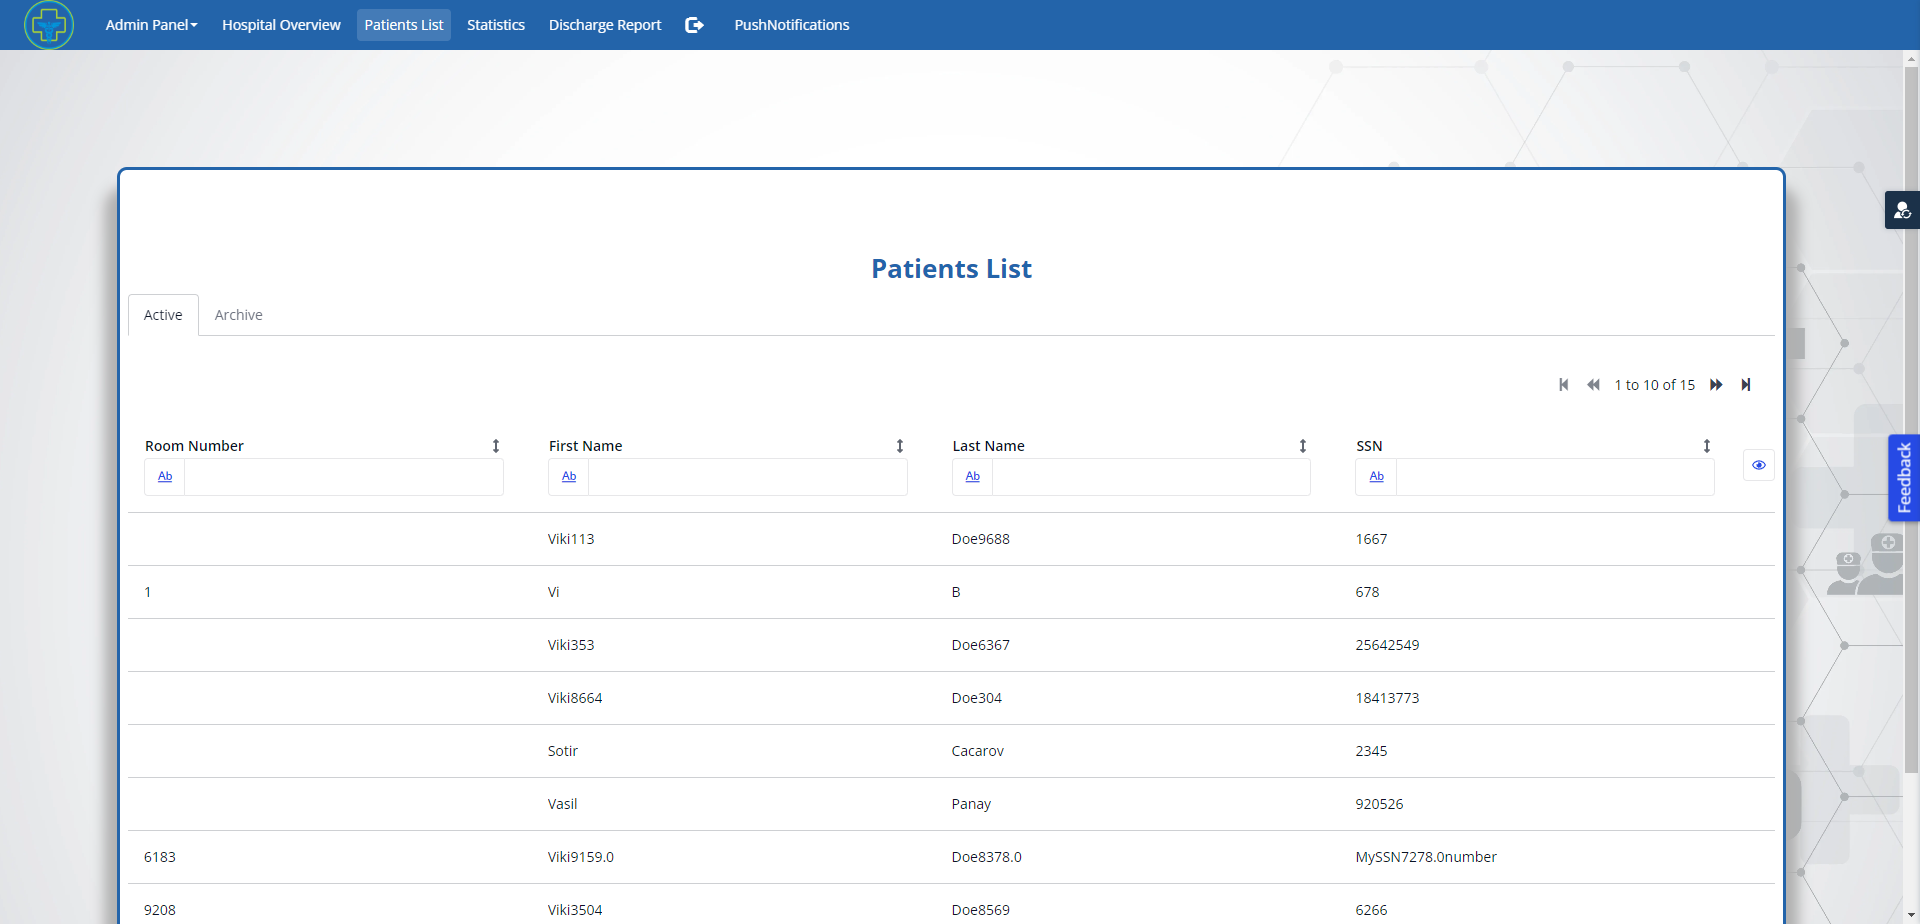 Admin Panel Hospital Overview Patients List Statistics Discharge Report PushNotifications
Patients List
Active Archive
1 to 10 of 15
Room Number First Name Last Name SSN
Ab Ab Ab Ab
Feedback
Viki113 Doe9688 1667
1 Vi B 678
Viki353 Doe6367 25642549
Viki8664 Doe304 18413773
Sotir Cacarov 2345
Vasil Panay 920526
6183 Viki9159.0 Doe8378.0 MySSN7278.0number
9208 Viki3504 Doe8569 6266